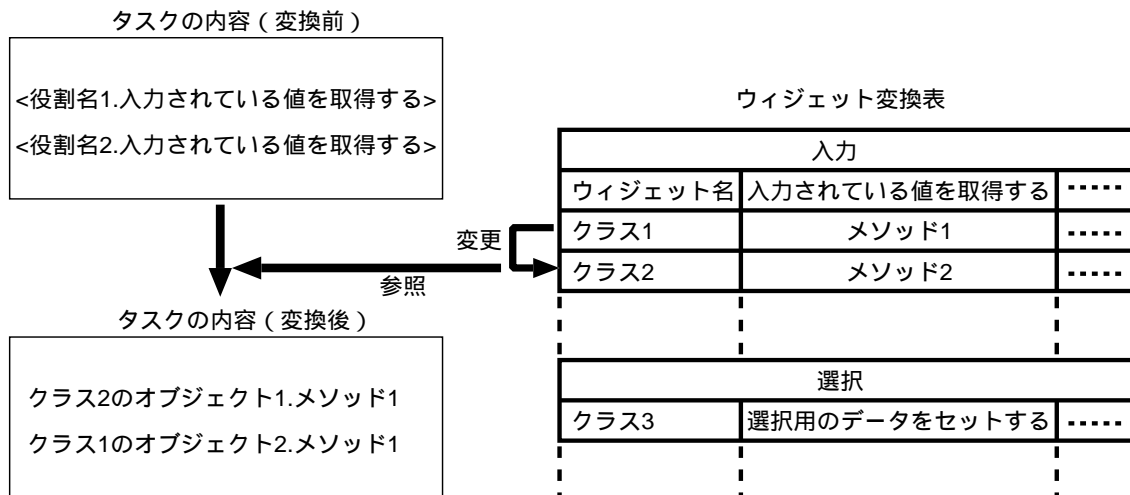 タスクの内容（変換前）
<役割名1.入力されている値を取得する>
<役割名2.入力されている値を取得する>
ウィジェット変換表
入力
ウィジェット名 入力されている値を取得する .....
クラス1 メソッド1 .....
クラス2 メソッド2 .....
変更
参照
タスクの内容（変換後）
クラス2のオブジェクト1.メソッド1
クラス1のオブジェクト2.メソッド1
選択
クラス3 選択用のデータをセットする .....